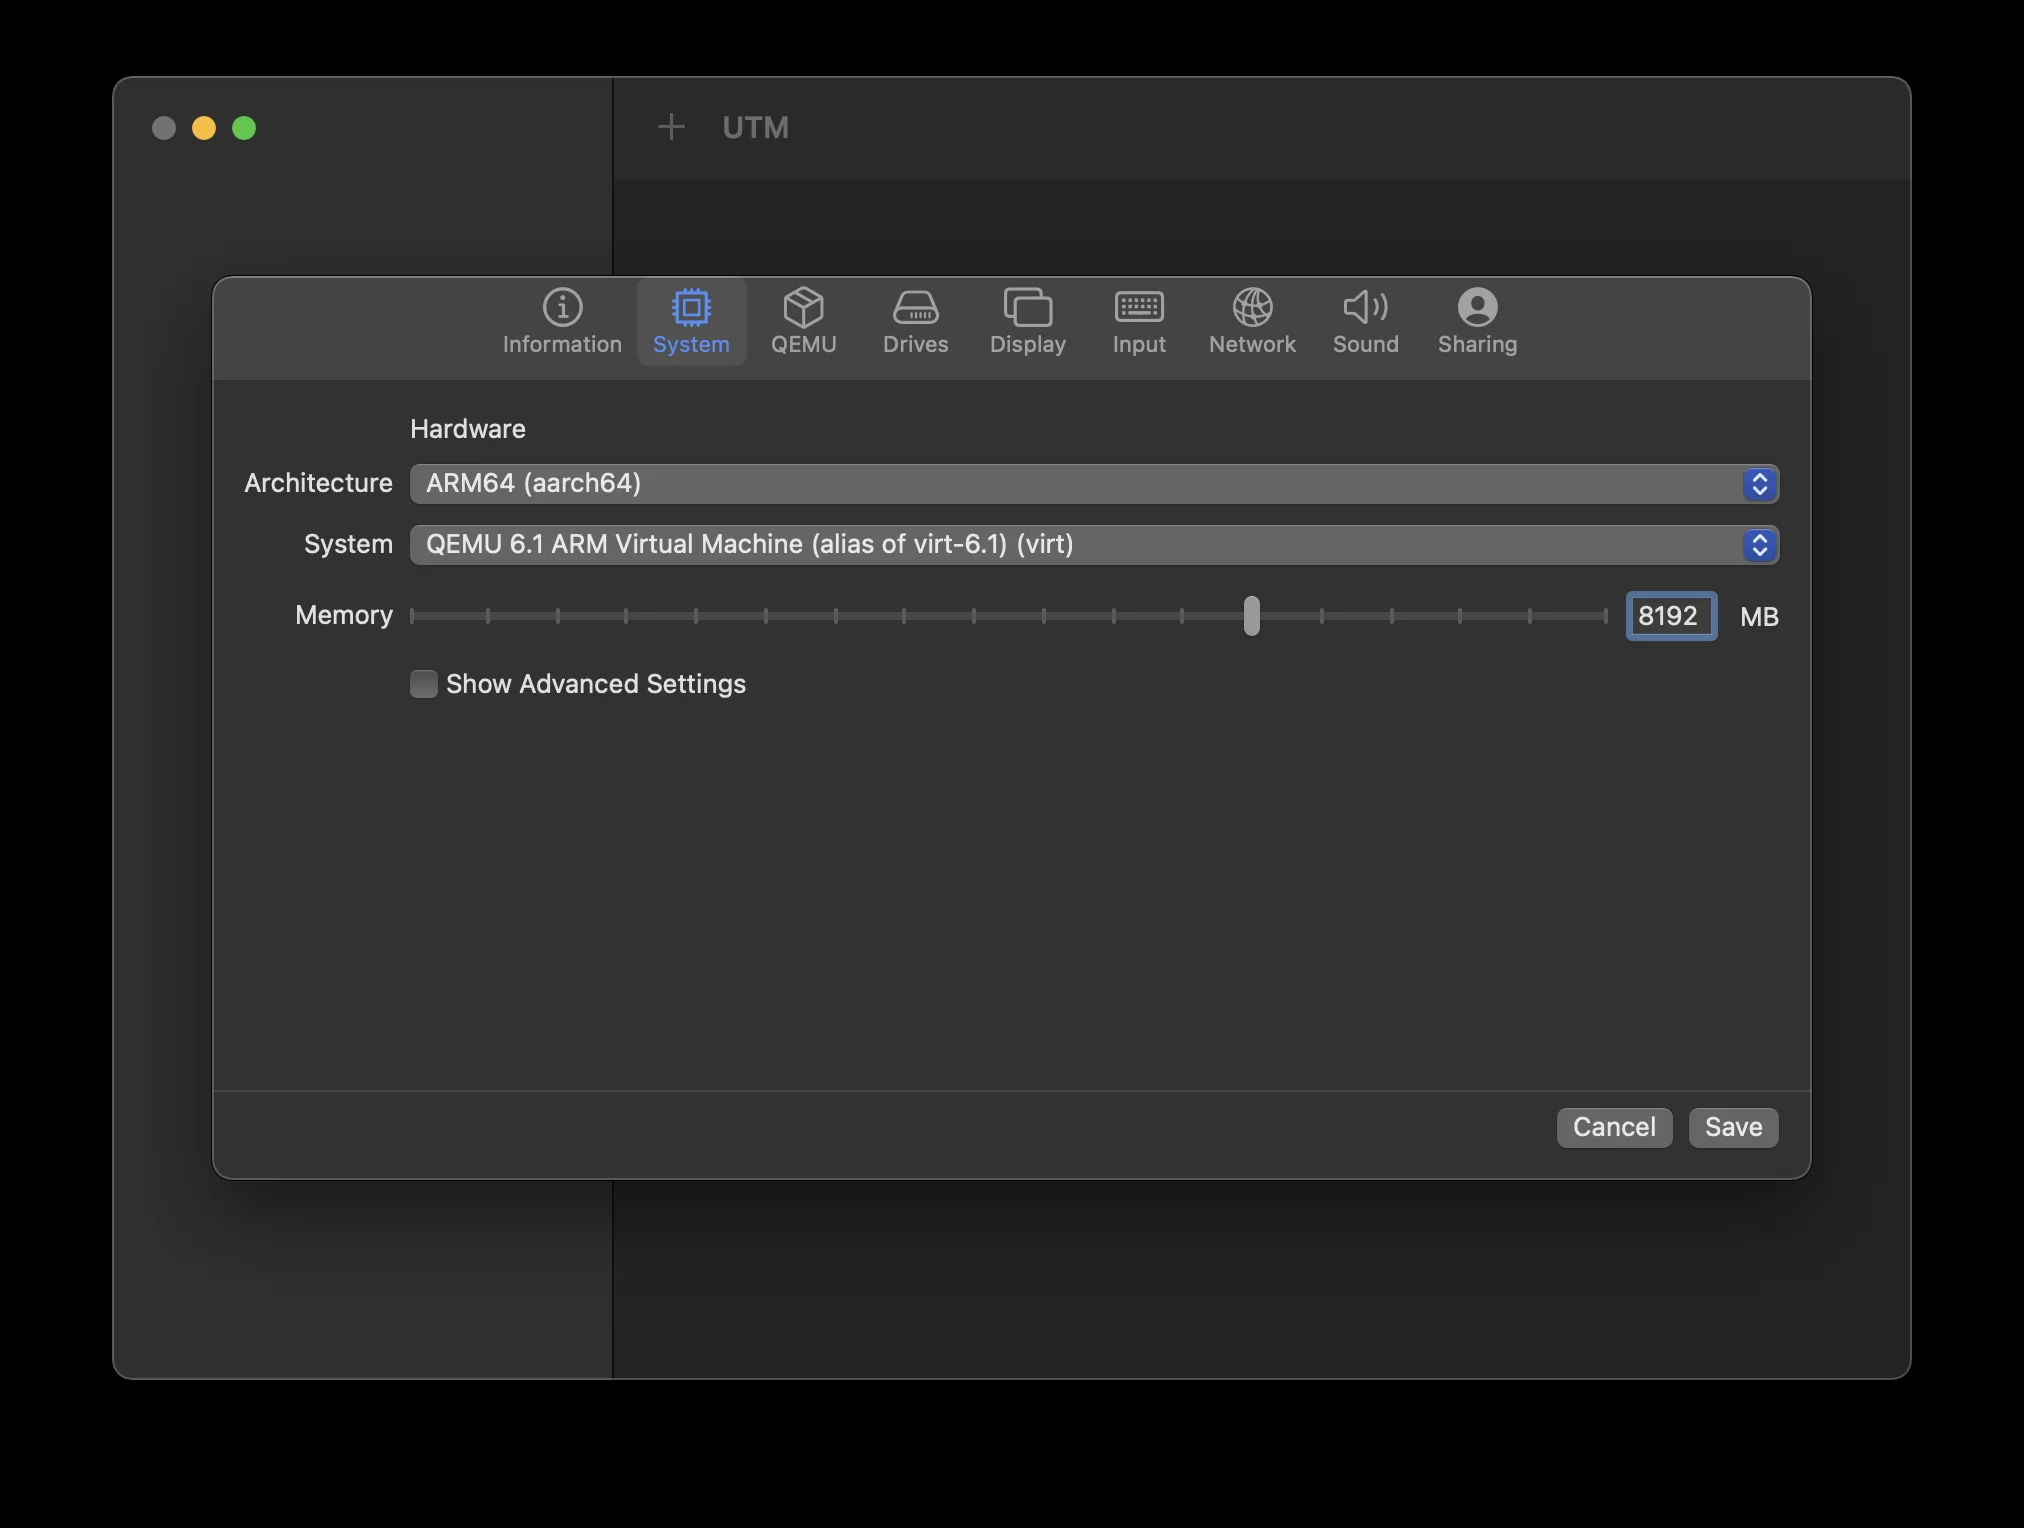 UTM
Information System QEMU Drives Display Input Network Sound Sharing
Hardware
Architecture ARM64 (aarch64)
System QEMU 6.1 ARM Virtual Machine (alias of virt-6.1) (virt)
Memory 8192 MB
Show Advanced Settings
Cancel Save